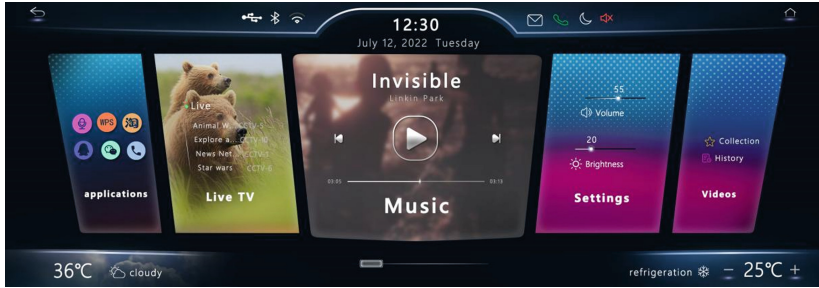 12:30
July 12, 2022 Tuesday
WPS
applications
Live
Animal W... CCTV-5
Explore a... CCTV-10
News Net... CCTV-1
Star wars CCTV-6
Live TV
Invisible
Linkin Park
03:05 03:15
Music
55
Volume
20
Brightness
Settings
Collection
History
Videos
36℃ cloudy
refrigeration − 25℃ +